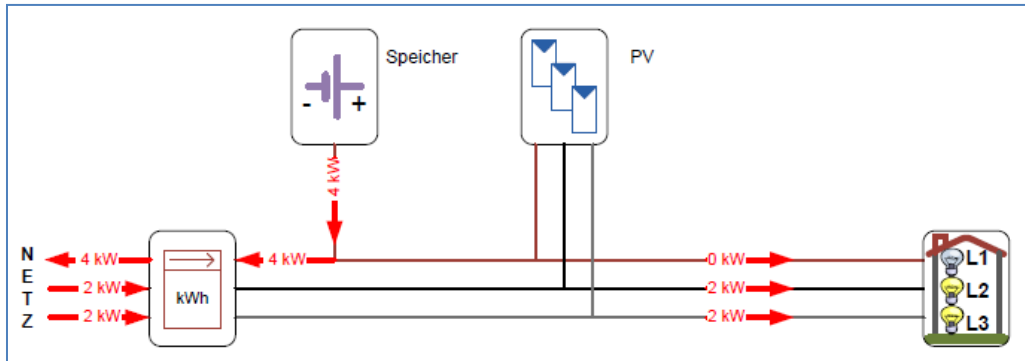 Speicher
PV
- +
4 kW
N
E
T
Z
4 kW
4 kW
0 kW
L1
2 kW
2 kW
L2
2 kW
2 kW
L3
kWh